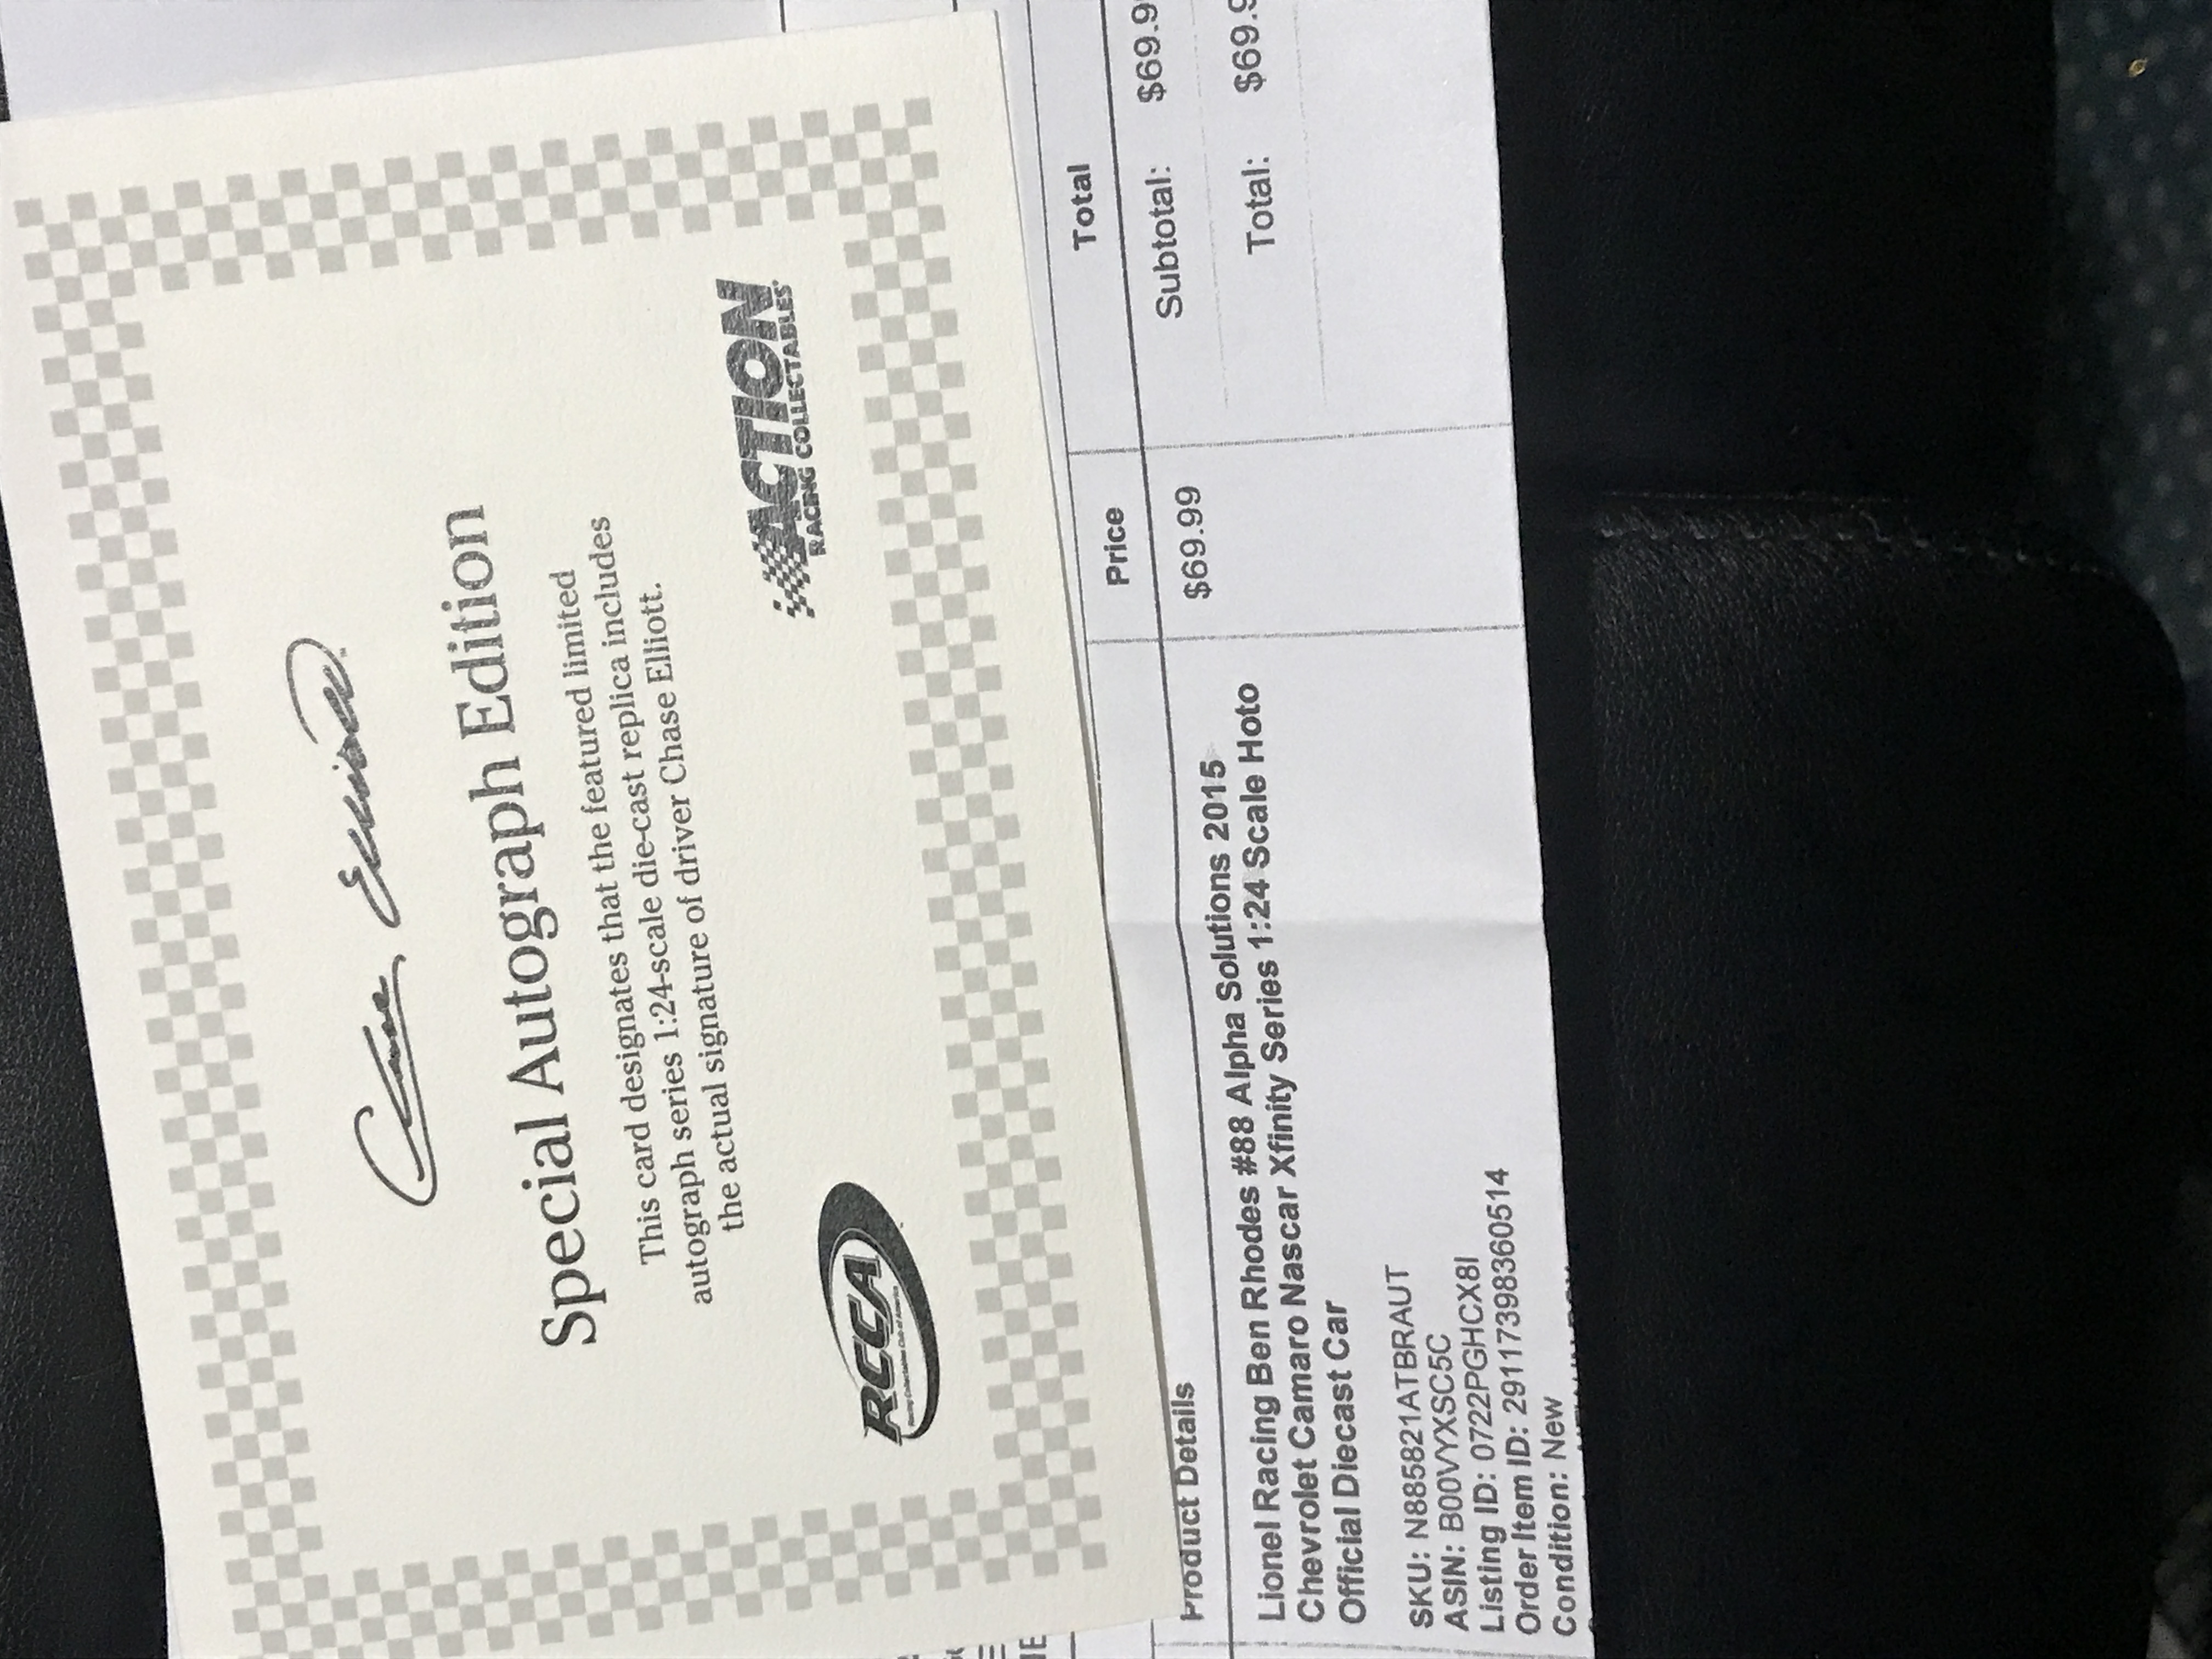 Chase Elliott
Special Autograph Edition
This card designates that the featured limited
autograph series 1:24-scale die-cast replica includes
the actual signature of driver Chase Elliott.
RCCA
ACTION
RACING COLLECTABLES
Product Details Price Total
Lionel Racing Ben Rhodes #88 Alpha Solutions 2015 $69.99 Subtotal: $69.9
Chevrolet Camaro Nascar Xfinity Series 1:24 Scale Hoto
Official Diecast Car Total: $69.9
SKU: N885821ATBRAUT
ASIN: B00VYXSC5C
Listing ID: 0722PGHCX8I
Order Item ID: 29117398360514
Condition: New